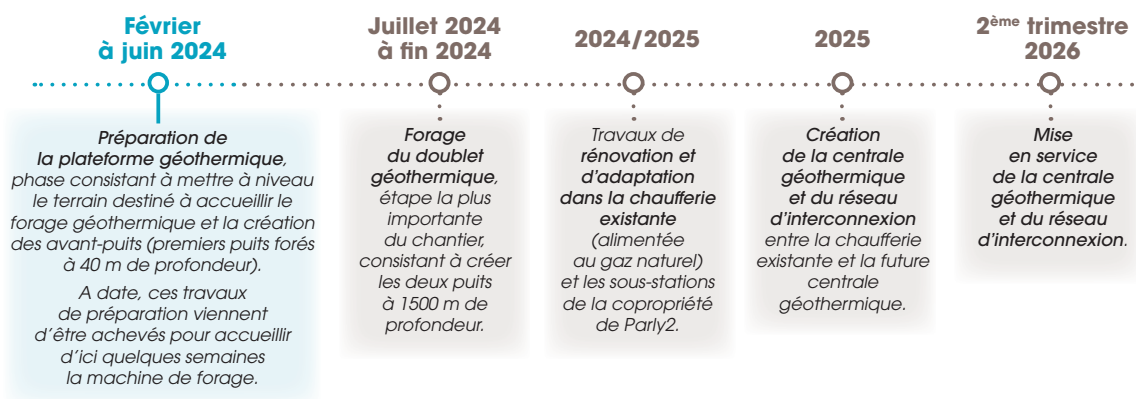 Février
à juin 2024
Préparation de
la plateforme géothermique,
phase consistant à mettre à niveau
le terrain destiné à accueillir le
forage géothermique et la création
des avant-puits (premiers puits forés
à 40 m de profondeur).
A date, ces travaux
de préparation viennent
d'être achevés pour accueillir
d'ici quelques semaines
la machine de forage.
Juillet 2024
à fin 2024
Forage
du doublet
géothermique,
étape la plus
importante
du chantier,
consistant à créer
les deux puits
à 1500 m de
profondeur.
2024/2025
Travaux de
rénovation et
d'adaptation
dans la chaufferie
existante
(alimentée
au gaz naturel)
et les sous-stations
de la copropriété
de Parly2.
2025
Création
de la centrale
géothermique
et du réseau
d'interconnexion
entre la chaufferie
existante et la future
centrale
géothermique.
2ème trimestre
2026
Mise
en service
de la centrale
géothermique
et du réseau
d'interconnexion.